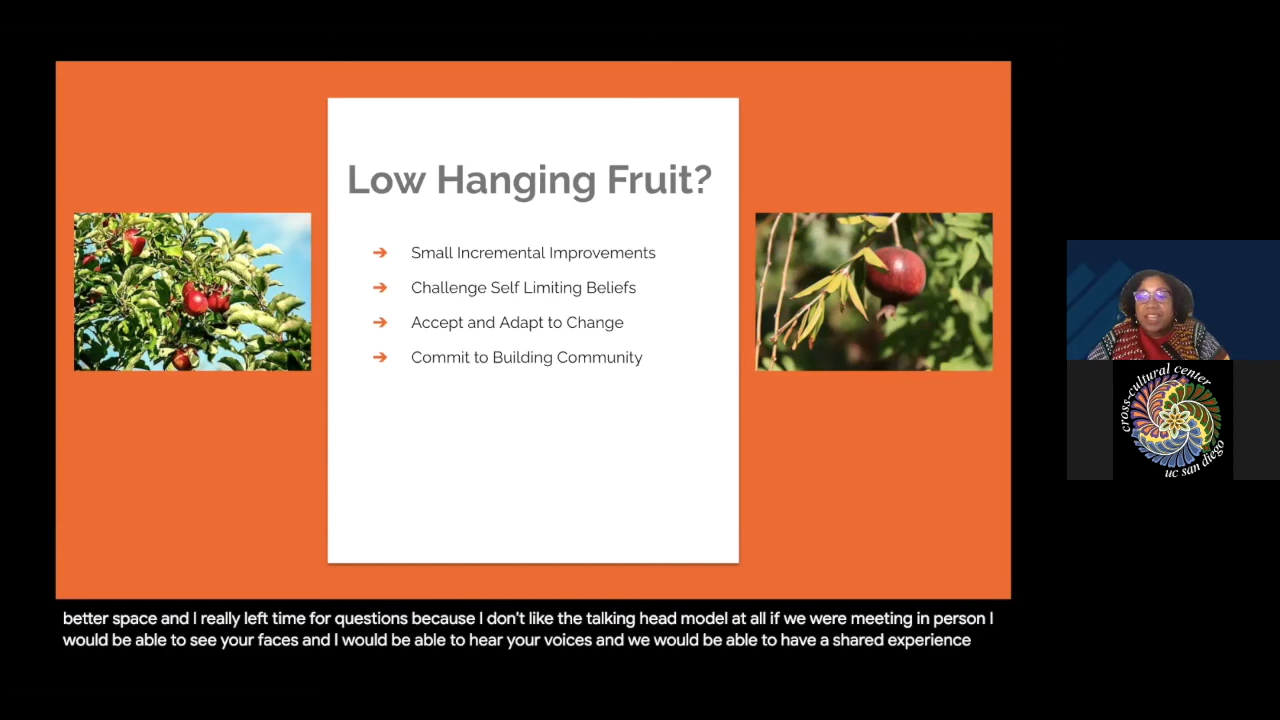 Low Hanging Fruit?
➔ Small Incremental Improvements
➔ Challenge Self Limiting Beliefs
➔ Accept and Adapt to Change
➔ Commit to Building Community
cross-cultural center
uc san diego
better space and I really left time for questions because I don't like the talking head model at all if we were meeting in person I
would be able to see your faces and I would be able to hear your voices and we would be able to have a shared experience